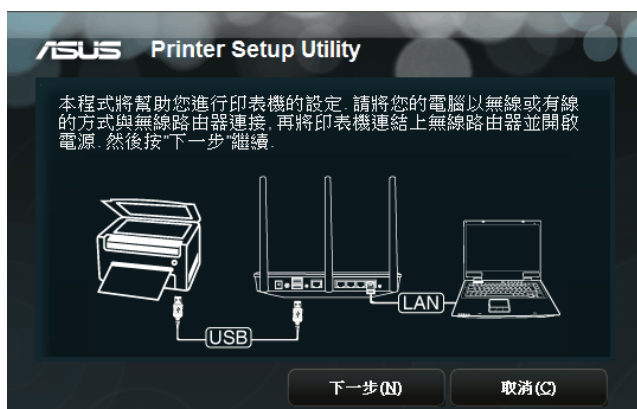 ASUS Printer Setup Utility
本程式將幫助您進行印表機的設定. 請將您的電腦以無線或有線
的方式與無線路由器連接, 再將印表機連結上無線路由器並開啟
電源. 然後按"下一步"繼續.
LAN
USB
下一步(N) 取消(C)